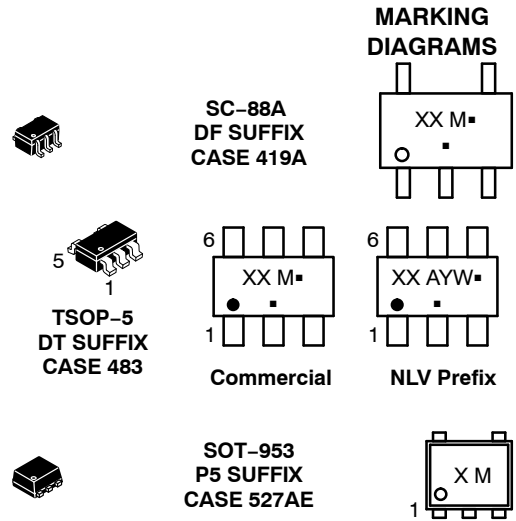 MARKING
DIAGRAMS
SC−88A
DF SUFFIX
CASE 419A
XX M▪
▪
5
1
TSOP−5
DT SUFFIX
CASE 483
6
XX M▪
▪
1
Commercial
6
XX AYW▪
▪
1
NLV Prefix
SOT−953
P5 SUFFIX
CASE 527AE
X M
1